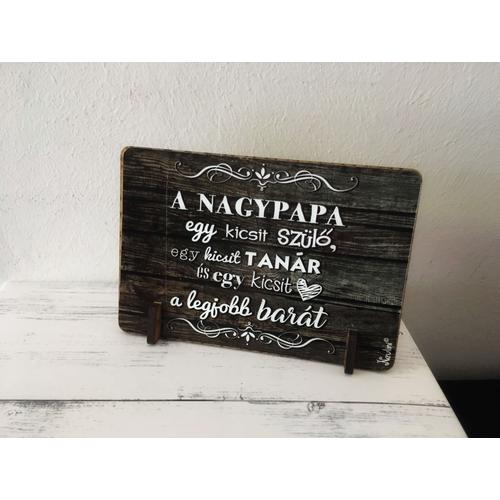 A NAGYPAPA
egy kicsit SZÜLŐ,
egy kicsit TANÁR
és egy kicsit
a legjobb barát